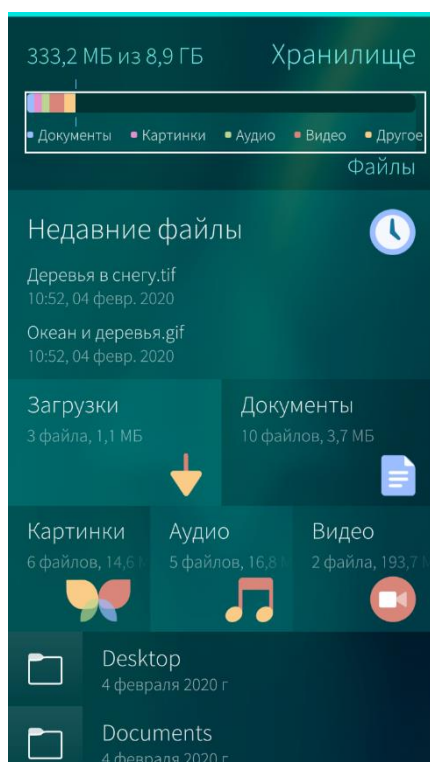 333,2 МБ из 8,9 ГБ Хранилище
Документы Картинки Аудио Видео Другое
Файлы
Недавние файлы
Деревья в снегу.tif
10:52, 04 февр. 2020
Океан и деревья.gif
10:52, 04 февр. 2020
Загрузки Документы
3 файла, 1,1 МБ 10 файлов, 3,7 МБ
Картинки Аудио Видео
6 файлов, 14,6 5 файлов, 16,8 2 файла, 193,7
Desktop
4 февраля 2020 г
Documents
4 февраля 2020 г